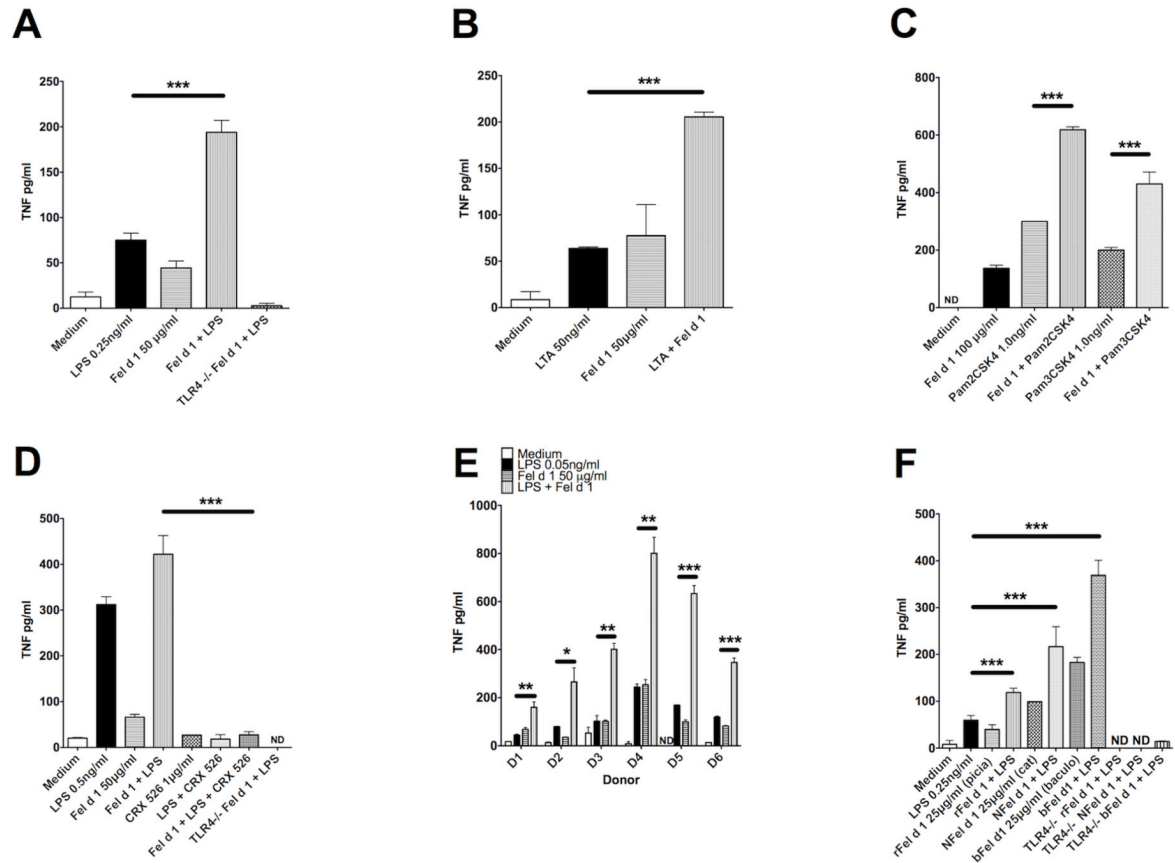 A
TNF pg/ml
250
200
150
100
50
0
***
Medium
LPS 0.25ng/ml
Fel d 1 50 µg/ml
Fel d 1 + LPS
TLR4 -/- Fel d 1 + LPS
B
TNF pg/ml
250
200
150
100
50
0
***
Medium
LTA 50ng/ml
Fel d 1 50µg/ml
LTA + Fel d 1
C
TNF pg/ml
800
600
400
200
0
***
***
ND
Medium
Fel d 1 100 µg/ml
Pam2CSK4 1.0ng/ml
Fel d 1 + Pam2CSK4
Pam3CSK4 1.0ng/ml
Fel d 1 + Pam3CSK4
D
TNF pg/ml
500
400
300
200
100
0
***
ND
Medium
LPS 0.5ng/ml
Fel d 1 50µg/ml
Fel d 1 + LPS
CRX 526 1µg/ml
LPS + CRX 526
Fel d 1 + LPS + CRX 526
TLR4-/- Fel d 1 + LPS
E
Medium
LPS 0.05ng/ml
Fel d 1 50 µg/ml
LPS + Fel d 1
TNF pg/ml
1000
800
600
400
200
0
**
*
**
**
***
***
ND
D1
D2
D3
D4
D5
D6
Donor
F
TNF pg/ml
500
400
300
200
100
0
***
***
***
ND
ND
Medium
LPS 0.25ng/ml
rFel d 1 25µg/ml (picia)
rFel d 1 + LPS
NFel d 1 25µg/ml (cat)
NFel d 1 + LPS
bFel d1 25µg/ml (baculo)
bFel d1 + LPS
TLR4-/- rFel d 1 + LPS
TLR4-/- NFel d 1 + LPS
TLR4-/- bFel d 1 + LPS